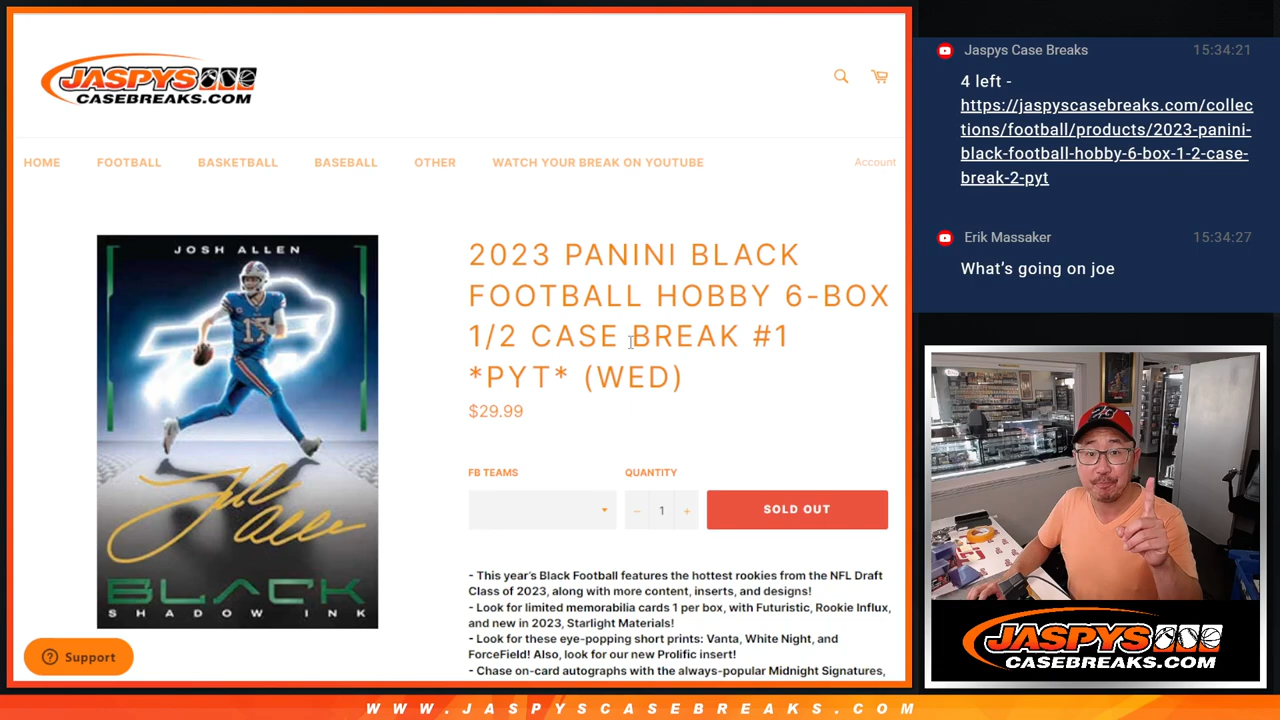 JASPYS
CASEBREAKS.COM
HOME FOOTBALL BASKETBALL BASEBALL OTHER WATCH YOUR BREAK ON YOUTUBE Account
JOSH ALLEN
17
BLACK
SHADOW INK
2023 PANINI BLACK
FOOTBALL HOBBY 6-BOX
1/2 CASE BREAK #1
*PYT* (WED)
$29.99
FB TEAMS QUANTITY
− 1 + SOLD OUT
- This year's Black Football features the hottest rookies from the NFL Draft
Class of 2023, along with more content, inserts, and designs!
- Look for limited memorabilia cards 1 per box, with Futuristic, Rookie Influx,
and new in 2023, Starlight Materials!
- Look for these eye-popping short prints: Vanta, White Night, and
ForceField! Also, look for our new Prolific insert!
- Chase on-card autographs with the always-popular Midnight Signatures,
? Support
Jaspys Case Breaks 15:34:21
4 left -
https://jaspyscasebreaks.com/collec
tions/football/products/2023-panini-
black-football-hobby-6-box-1-2-case-
break-2-pyt
Erik Massaker 15:34:27
What's going on joe
JASPYS
CASEBREAKS.COM
WWW.JASPYSCASEBREAKS.COM